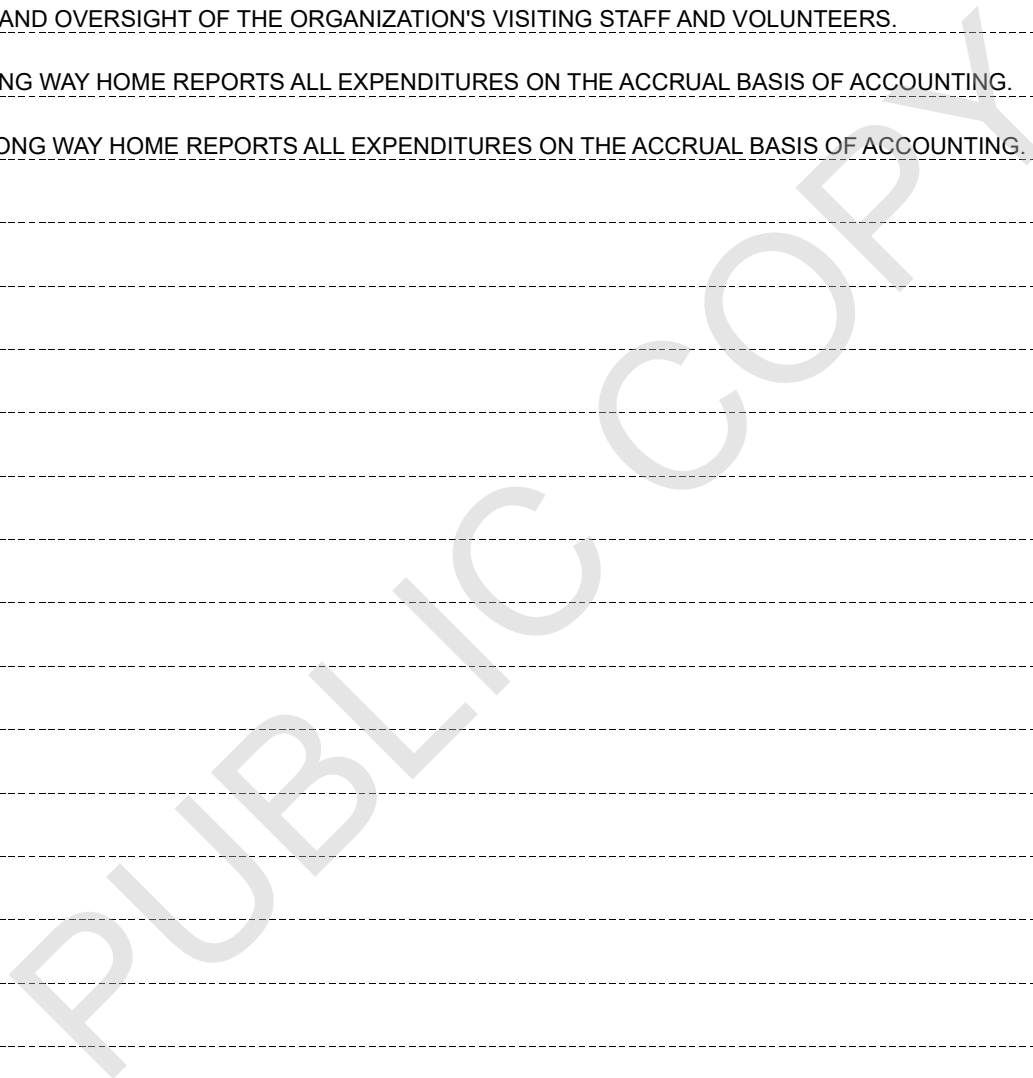 AND OVERSIGHT OF THE ORGANIZATION'S VISITING STAFF AND VOLUNTEERS.
NG WAY HOME REPORTS ALL EXPENDITURES ON THE ACCRUAL BASIS OF ACCOUNTING.
ONG WAY HOME REPORTS ALL EXPENDITURES ON THE ACCRUAL BASIS OF ACCOUNTING.
PUBLIC COPY